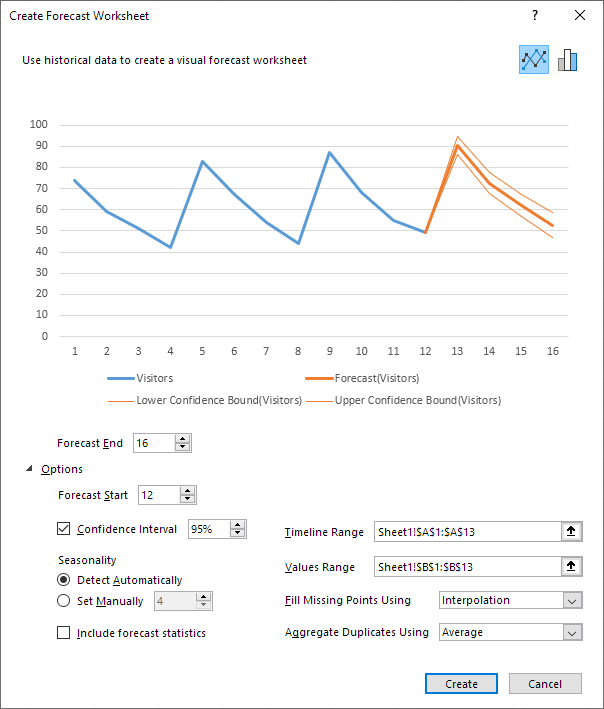 Create Forecast Worksheet ?
Use historical data to create a visual forecast worksheet
100
90
80
70
60
50
40
30
20
10
0
1 2 3 4 5 6 7 8 9 10 11 12 13 14 15 16
Visitors Forecast(Visitors)
Lower Confidence Bound(Visitors) Upper Confidence Bound(Visitors)
Forecast End 16
Options
Forecast Start 12
Confidence Interval 95%
Timeline Range Sheet1!$A$1:$A$13
Seasonality
Values Range Sheet1!$B$1:$B$13
Detect Automatically
Set Manually 4
Fill Missing Points Using Interpolation
Include forecast statistics
Aggregate Duplicates Using Average
Create Cancel